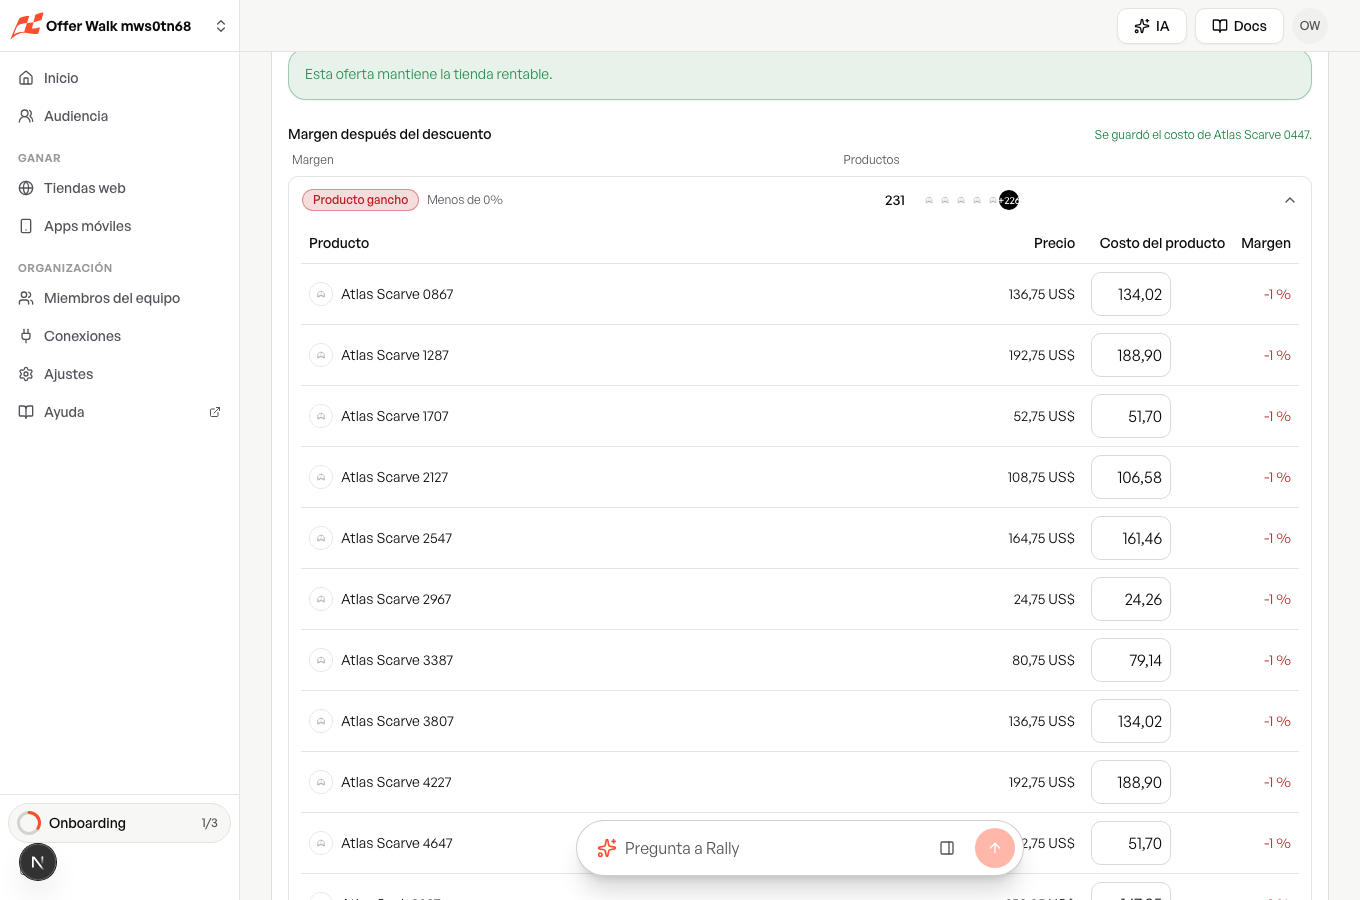 Offer Walk mws0tn68
IA
Docs
OW
Inicio
Audiencia
GANAR
Tiendas web
Apps móviles
ORGANIZACIÓN
Miembros del equipo
Conexiones
Ajustes
Ayuda
Onboarding
1/3
N
Esta oferta mantiene la tienda rentable.
Margen después del descuento
Se guardó el costo de Atlas Scarve 0447.
Margen Productos
Producto gancho Menos de 0% 231 +226
Producto Precio Costo del producto Margen
Atlas Scarve 0867 136,75 US$ 134,02 -1 %
Atlas Scarve 1287 192,75 US$ 188,90 -1 %
Atlas Scarve 1707 52,75 US$ 51,70 -1 %
Atlas Scarve 2127 108,75 US$ 106,58 -1 %
Atlas Scarve 2547 164,75 US$ 161,46 -1 %
Atlas Scarve 2967 24,75 US$ 24,26 -1 %
Atlas Scarve 3387 80,75 US$ 79,14 -1 %
Atlas Scarve 3807 136,75 US$ 134,02 -1 %
Atlas Scarve 4227 192,75 US$ 188,90 -1 %
Atlas Scarve 4647 2,75 US$ 51,70 -1 %
Pregunta a Rally